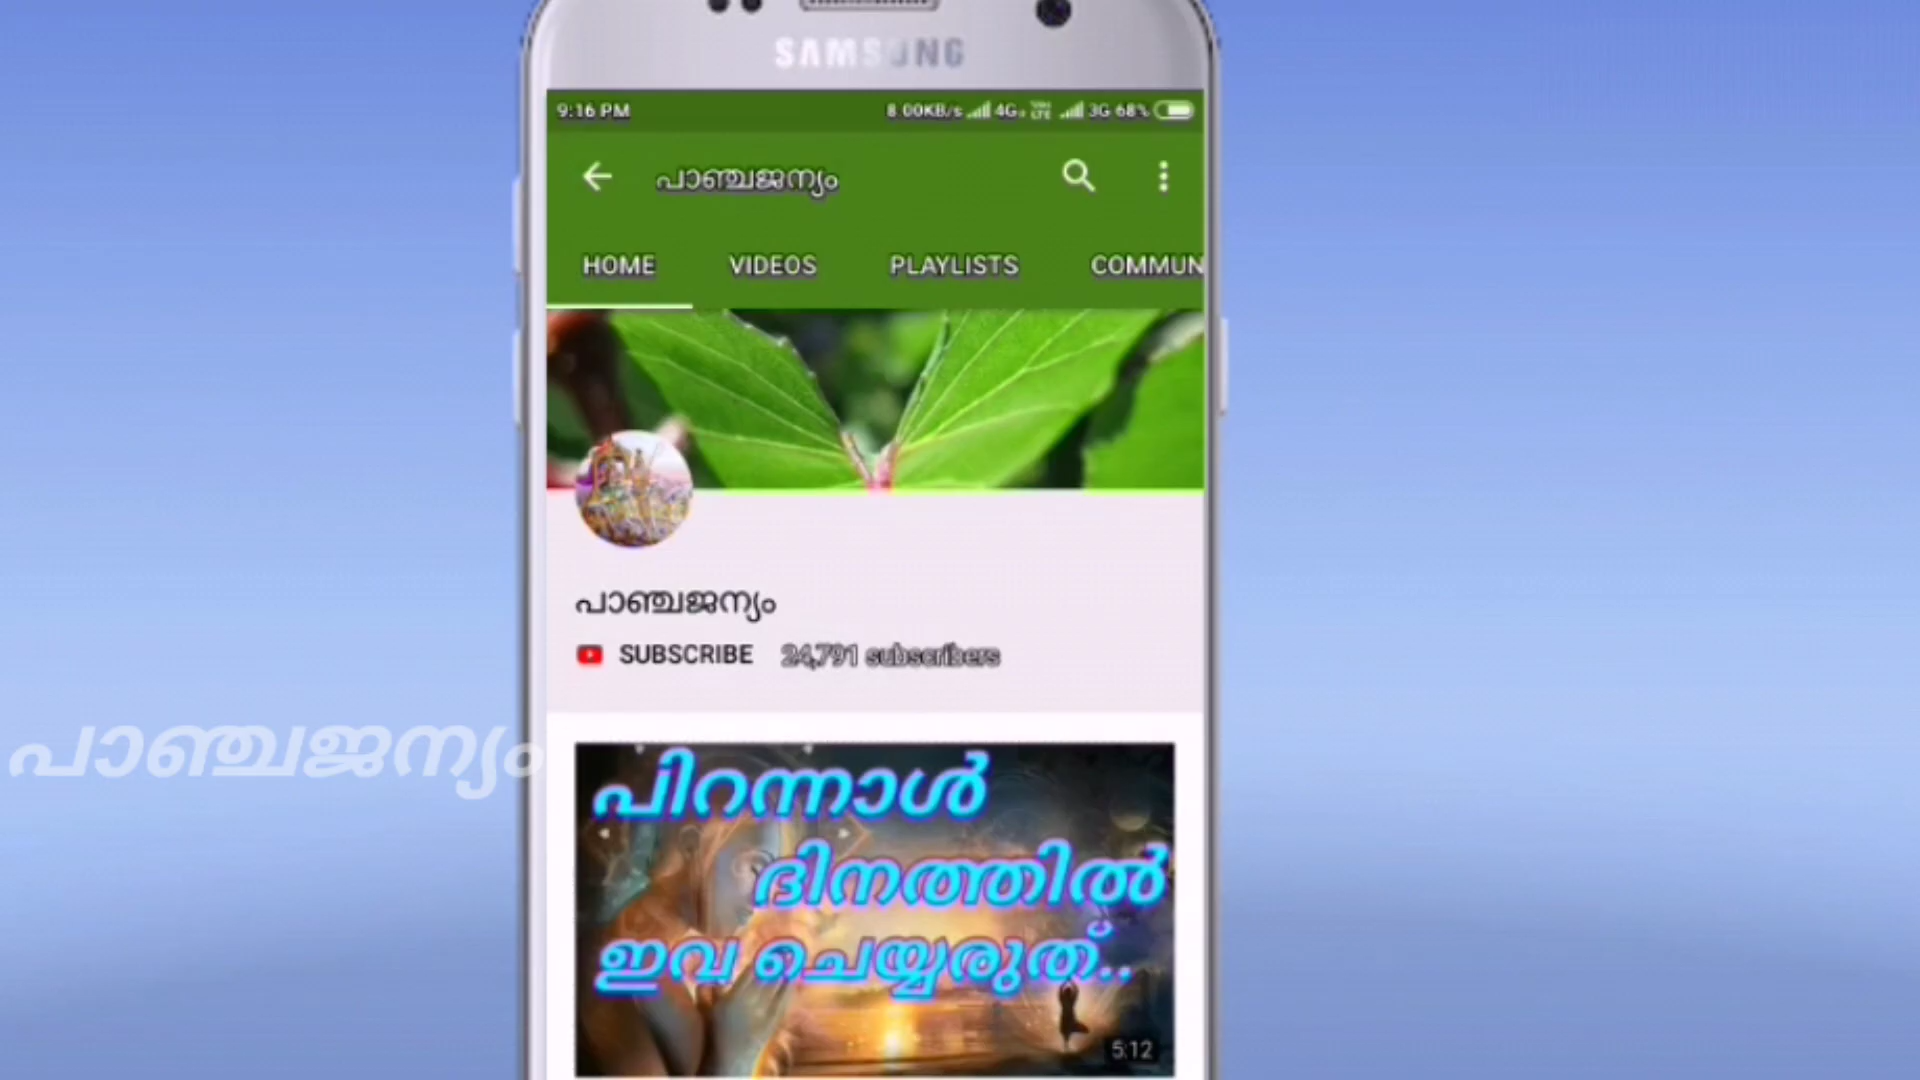 SAMSUNG
9:16 PM 8.00KB/s 4G+ VoLTE 3G 68%
പാഞ്ചജന്യം
HOME VIDEOS PLAYLISTS COMMUN
പാഞ്ചജന്യം
SUBSCRIBE 24,791 subscribers
പാഞ്ചജന്യം
പിറന്നാൾ
ദിനത്തിൽ
ഇവ ചെയ്യരുത്..
5:12